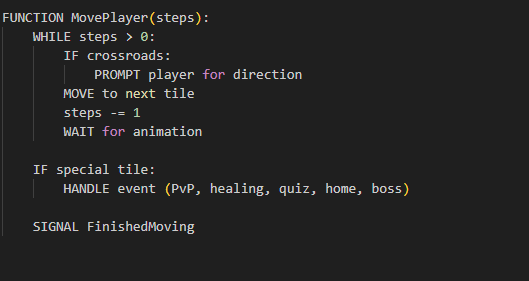 FUNCTION MovePlayer(steps):
    WHILE steps > 0:
        IF crossroads:
            PROMPT player for direction
        MOVE to next tile
        steps -= 1
        WAIT for animation

    IF special tile:
        HANDLE event (PvP, healing, quiz, home, boss)

    SIGNAL FinishedMoving